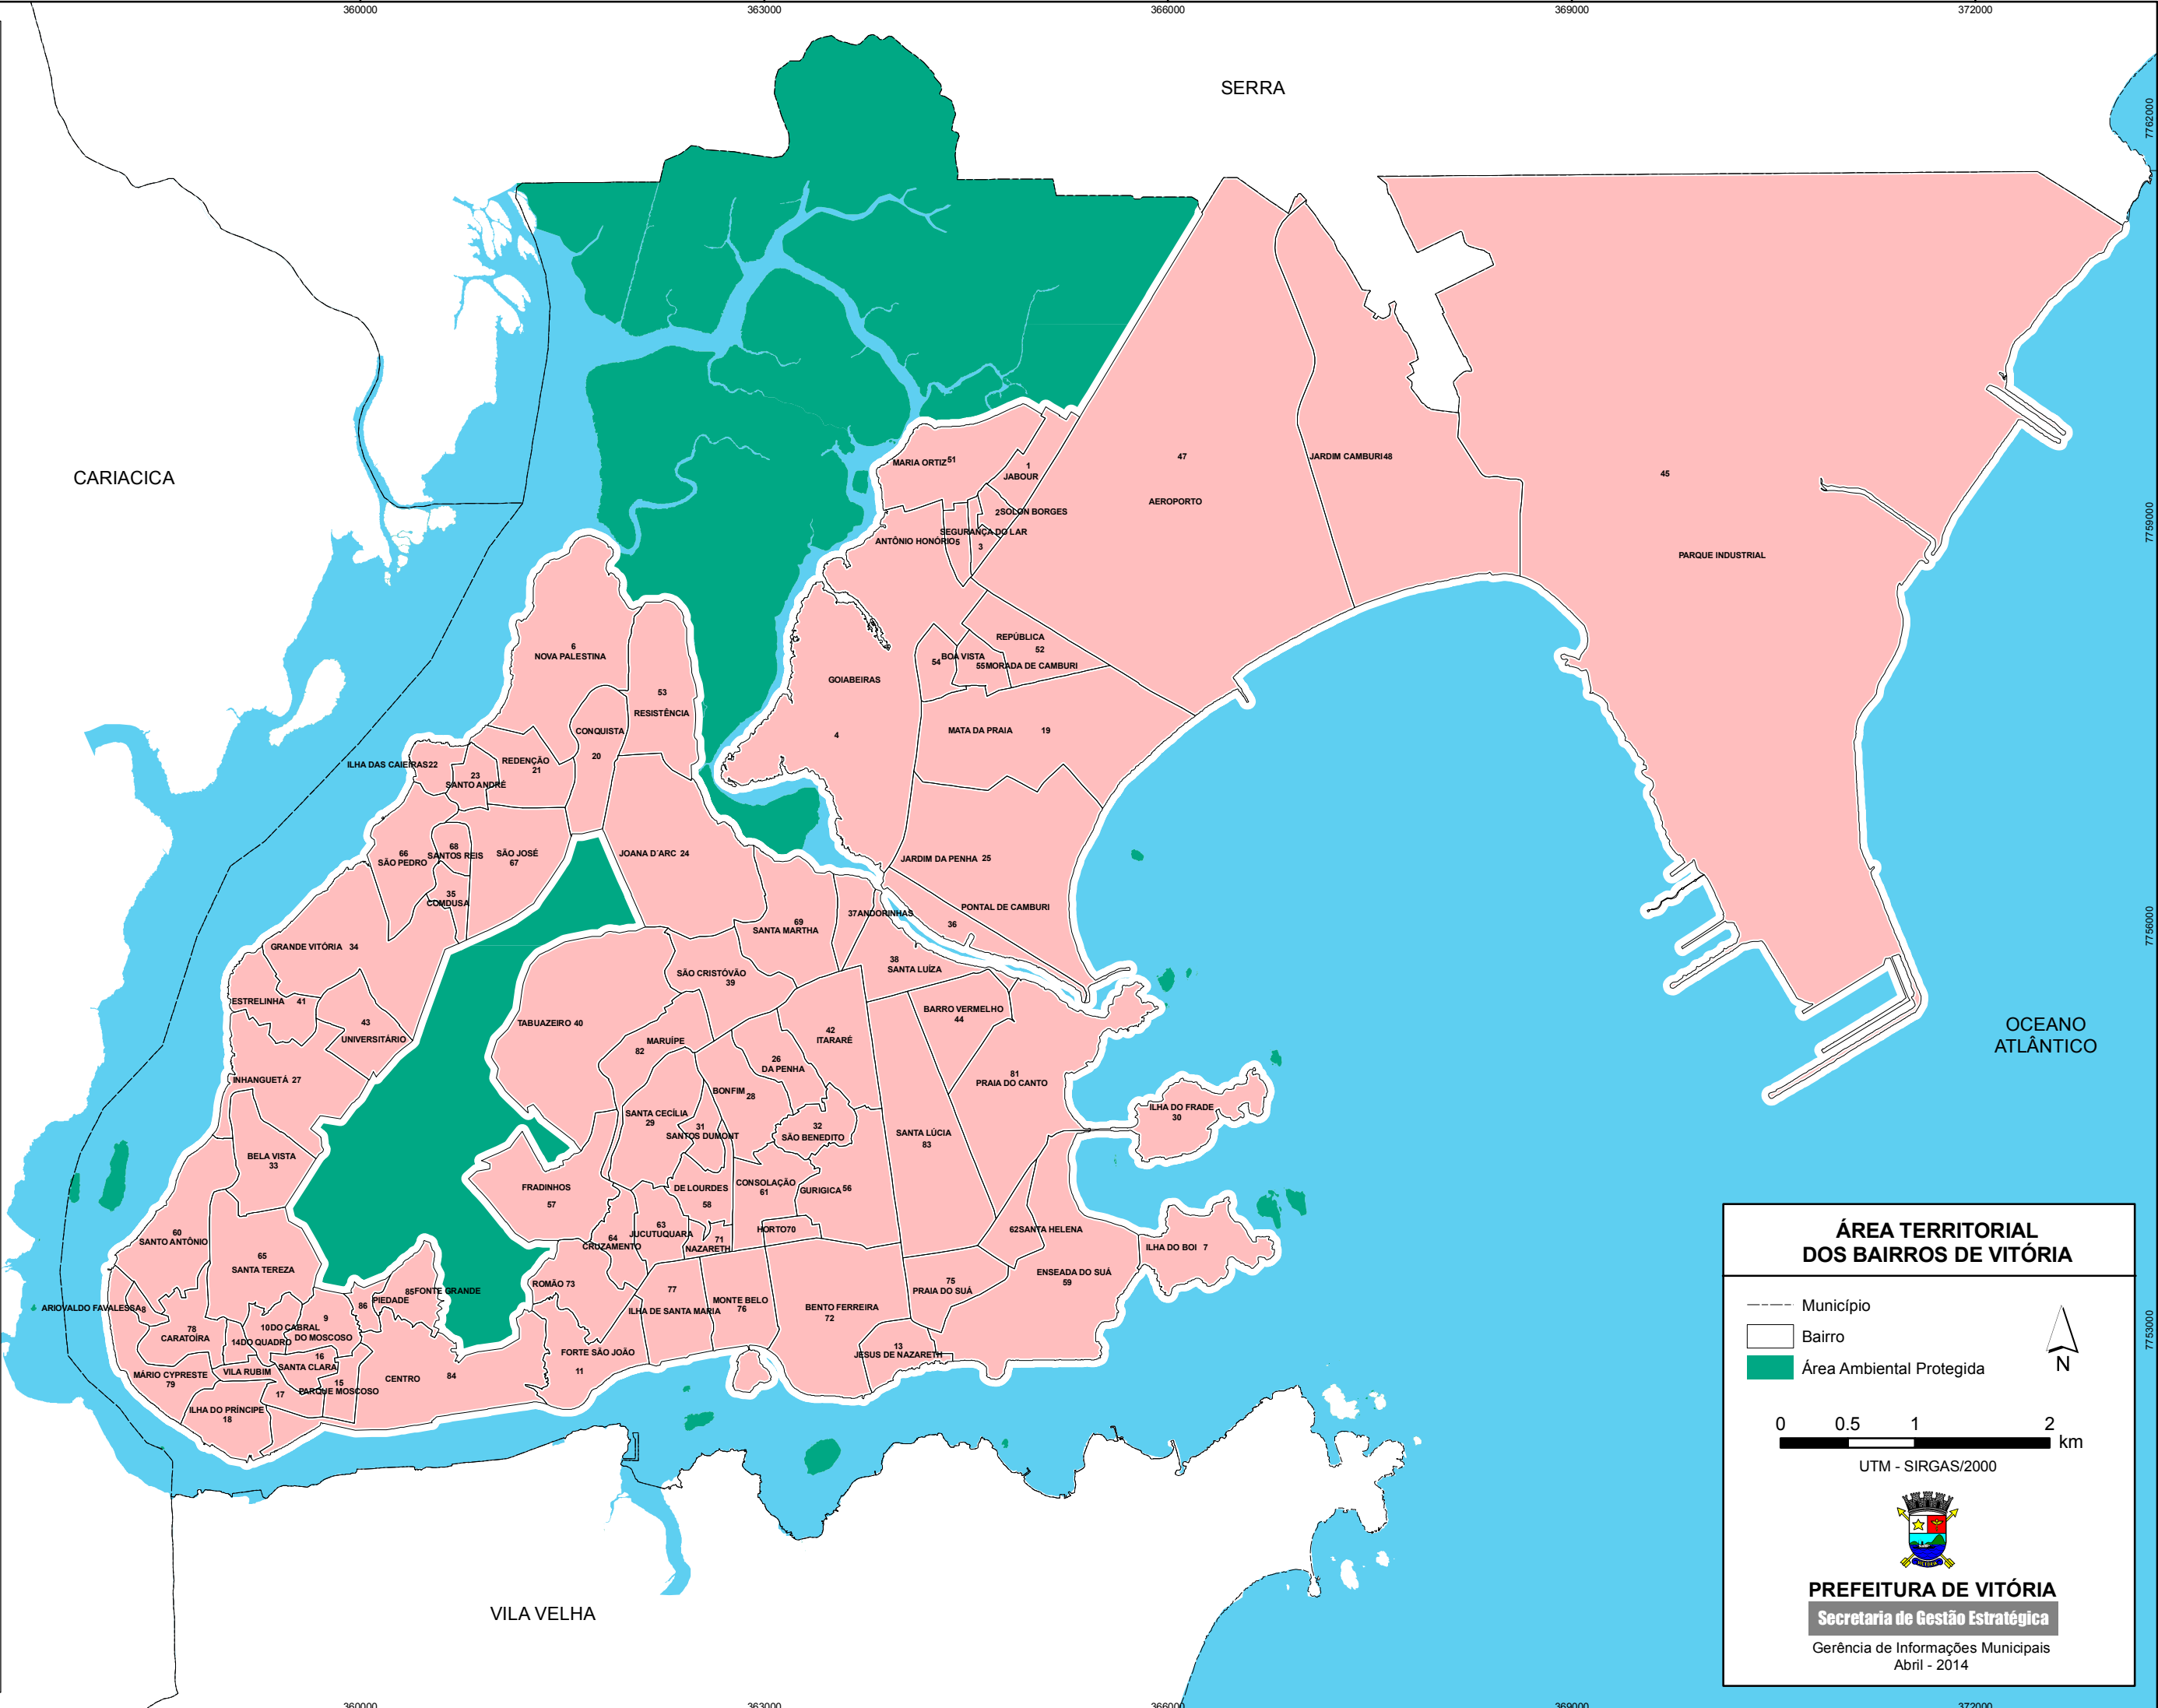 360000
363000
366000
369000
372000
SERRA
7762000
CARIACICA
MARIA ORTIZ 51
1
JABOUR
2 SOLON BORGES
SEGURANÇA DO LAR
3
ANTÔNIO HONÓRIO 5
47
AEROPORTO
JARDIM CAMBURI 48
45
PARQUE INDUSTRIAL
7759000
6
NOVA PALESTINA
53
RESISTÊNCIA
CONQUISTA
20
GOIABEIRAS
4
REPÚBLICA
52
BOA VISTA
54
55 MORADA DE CAMBURI
MATA DA PRAIA 19
ILHA DAS CAIEIRAS 22
23
SANTO ANDRÉ
REDENÇÃO
21
66
SÃO PEDRO
68
SANTOS REIS
SÃO JOSÉ
67
35
COMDUSA
JOANA D´ARC 24
JARDIM DA PENHA 25
PONTAL DE CAMBURI
36
69
SANTA MARTHA
37 ANDORINHAS
38
SANTA LUÍZA
7756000
GRANDE VITÓRIA 34
ESTRELINHA 41
43
UNIVERSITÁRIO
INHANGUETÁ 27
SÃO CRISTÓVÃO
39
TABUAZEIRO 40
MARUÍPE
82
42
ITARARÉ
BARRO VERMELHO
44
26
DA PENHA
BONFIM 28
81
PRAIA DO CANTO
OCEANO
ATLÂNTICO
SANTA CECÍLIA
29
31
SANTOS DUMONT
32
SÃO BENEDITO
SANTA LÚCIA
83
ILHA DO FRADE
30
BELA VISTA
33
FRADINHOS
57
DE LOURDES
58
CONSOLAÇÃO
61
GURIGICA 56
60
SANTO ANTÔNIO
65
SANTA TEREZA
64
CRUZAMENTO
63
JUCUTUQUARA
71
NAZARETH
HORTO 70
62 SANTA HELENA
ILHA DO BOI 7
ENSEADA DO SUÁ
59
75
PRAIA DO SUÁ
ARIOVALDO FAVALESSA 8
78
CARATOÍRA
10 DO CABRAL
9
DO MOSCOSO
14 DO QUADRO
86
PIEDADE
85 FONTE GRANDE
ROMÃO 73
77
ILHA DE SANTA MARIA
MONTE BELO
76
BENTO FERREIRA
72
13
JESUS DE NAZARETH
FORTE SÃO JOÃO
11
16
SANTA CLARA
VILA RUBIM
17
15
PARQUE MOSCOSO
CENTRO 84
MÁRIO CYPRESTE
79
ILHA DO PRÍNCIPE
18
7753000
VILA VELHA
ÁREA TERRITORIAL
DOS BAIRROS DE VITÓRIA
Município
Bairro
Área Ambiental Protegida
N
0 0.5 1 2
km
UTM - SIRGAS/2000
PREFEITURA DE VITÓRIA
Secretaria de Gestão Estratégica
Gerência de Informações Municipais
Abril - 2014
360000
363000
366000
369000
372000